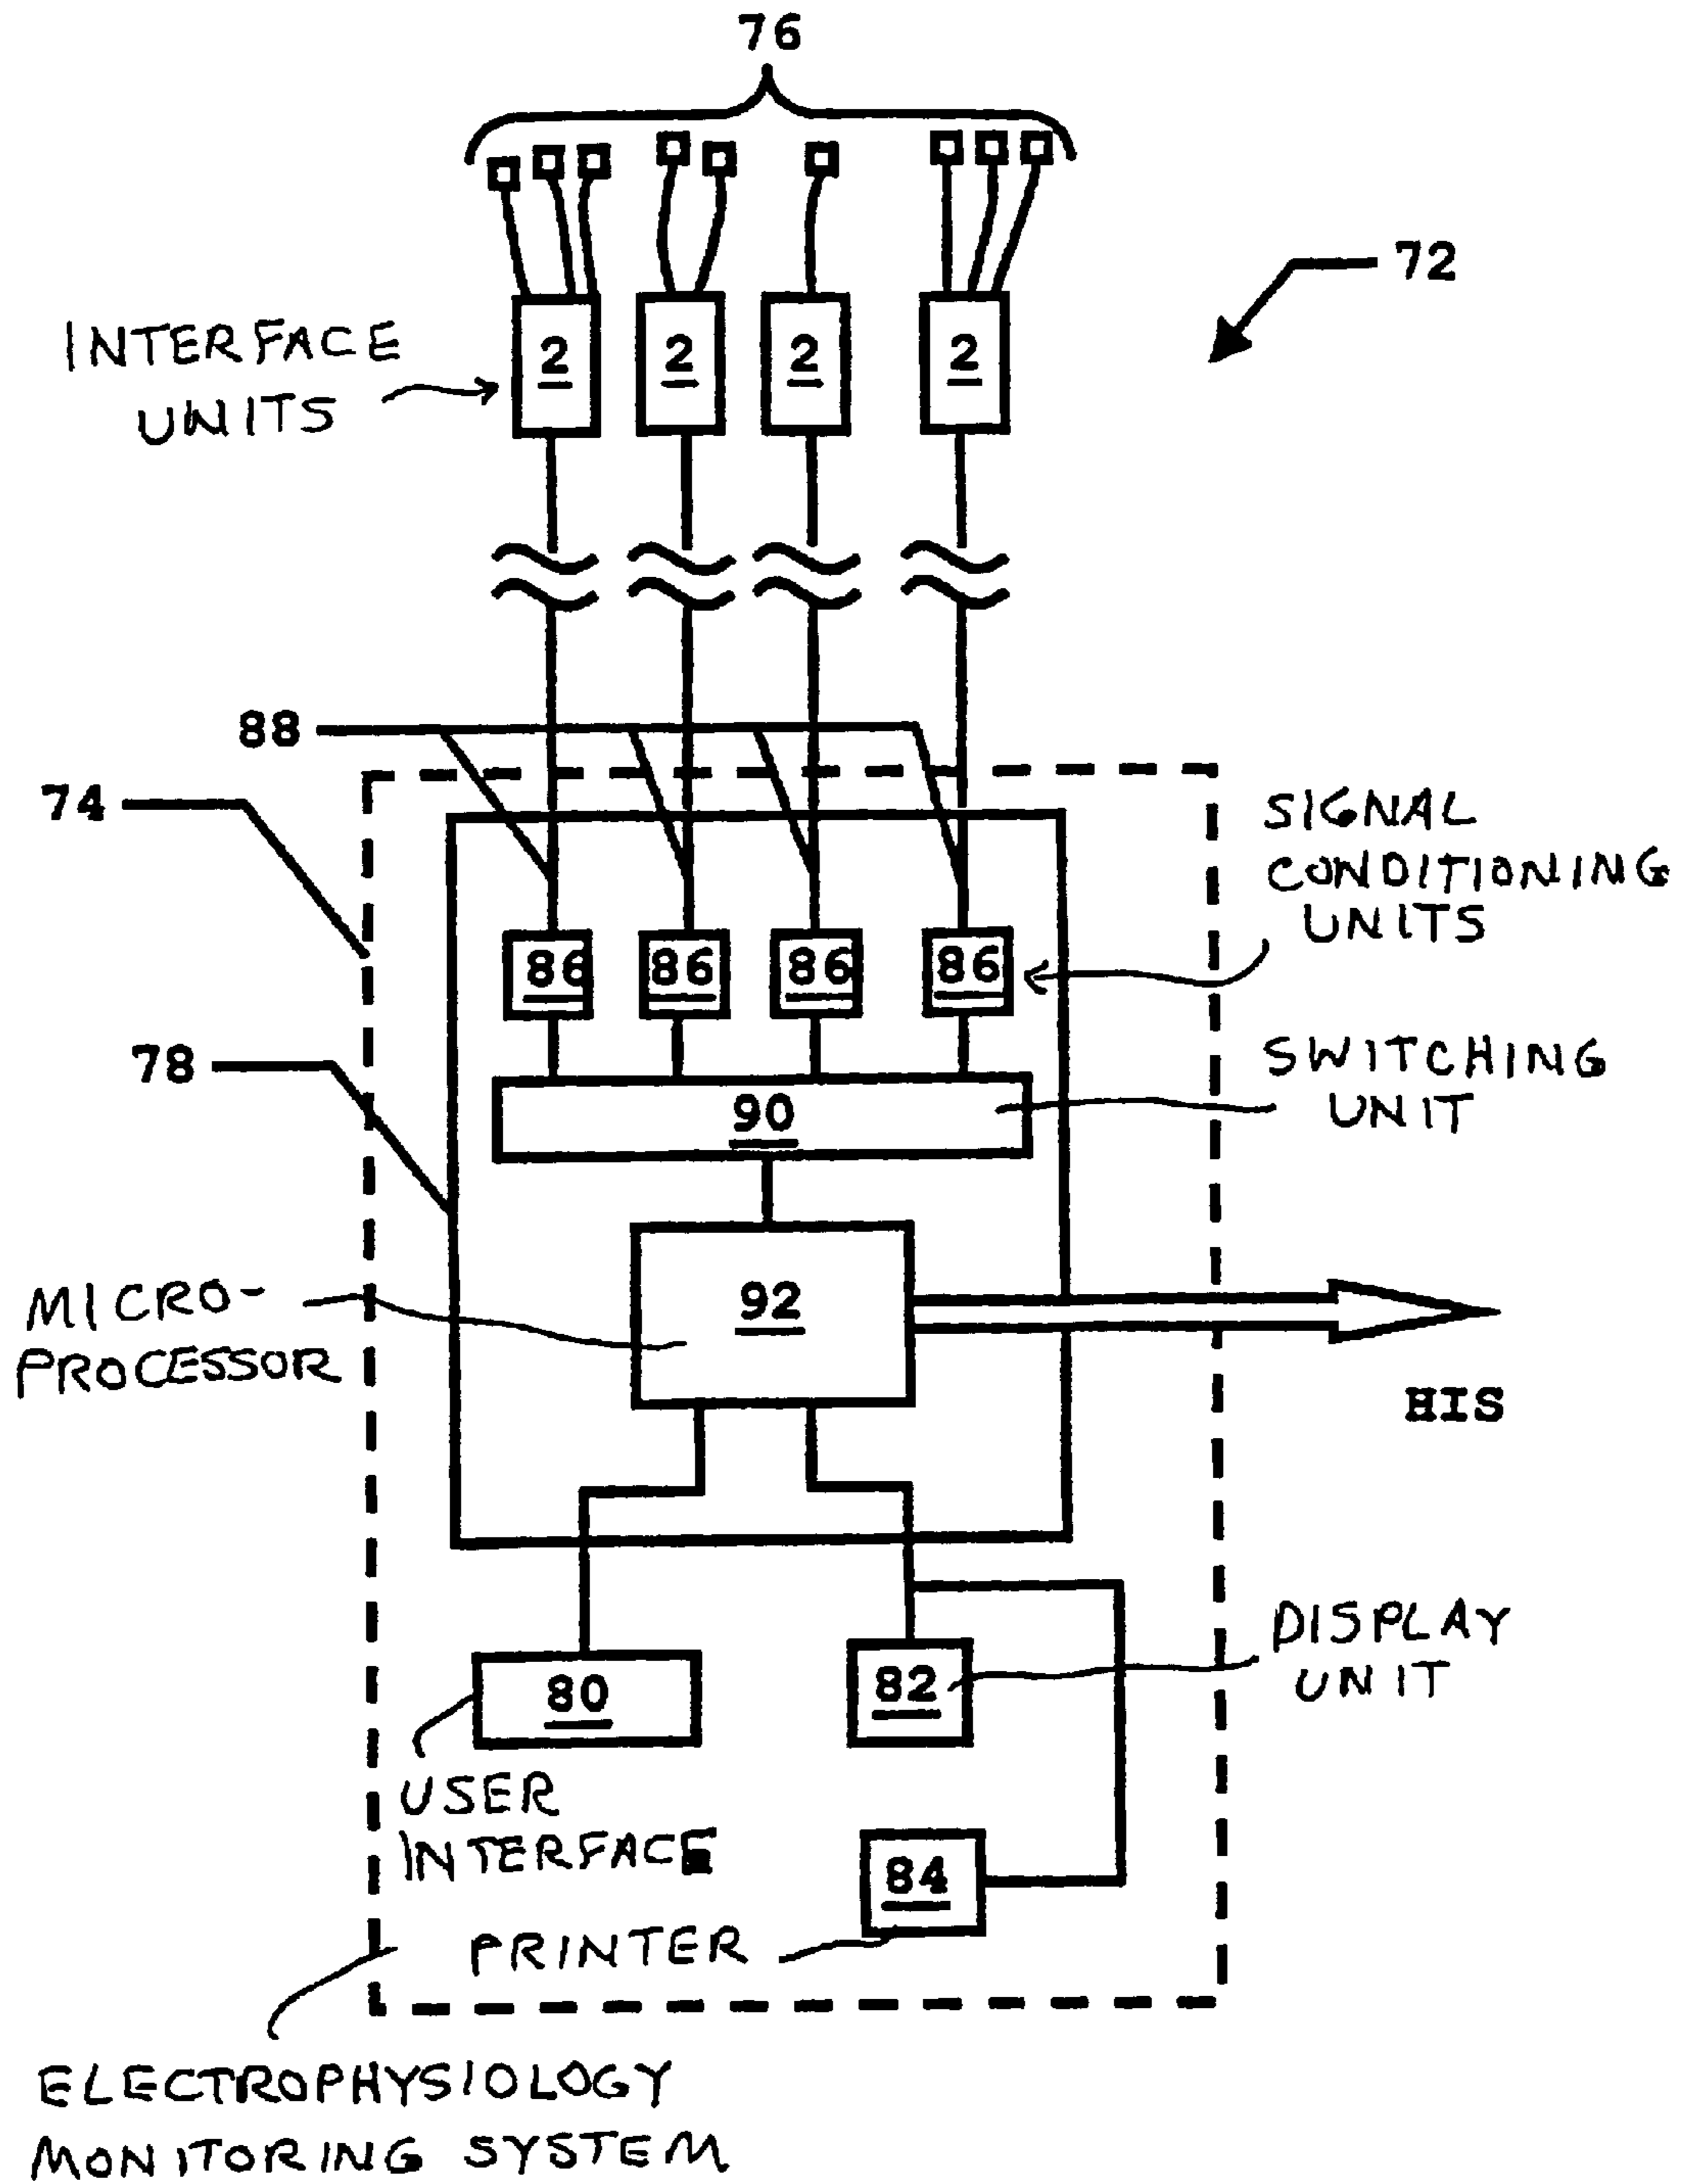 76
72
INTERFACE
UNITS
2 2 2 2
88
74
SIGNAL
CONDITIONING
UNITS
86 86 86 86
78
SWITCHING
UNIT
90
MICRO-
PROCESSOR
92
HIS
DISPLAY
UNIT
80
82
USER
INTERFACE
84
PRINTER
ELECTROPHYSIOLOGY
MONITORING SYSTEM